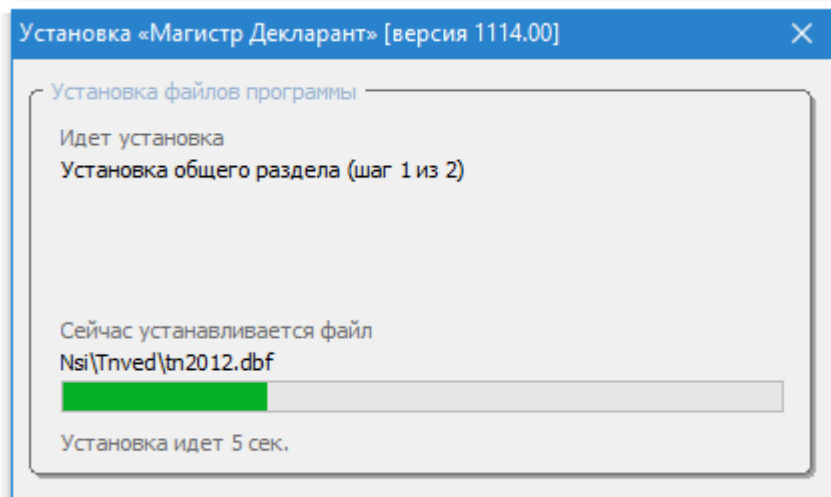 Установка «Магистр Декларант» [версия 1114.00]
Установка файлов программы
Идет установка
Установка общего раздела (шаг 1 из 2)
Сейчас устанавливается файл
Nsi\Tnved\tn2012.dbf
Установка идет 5 сек.